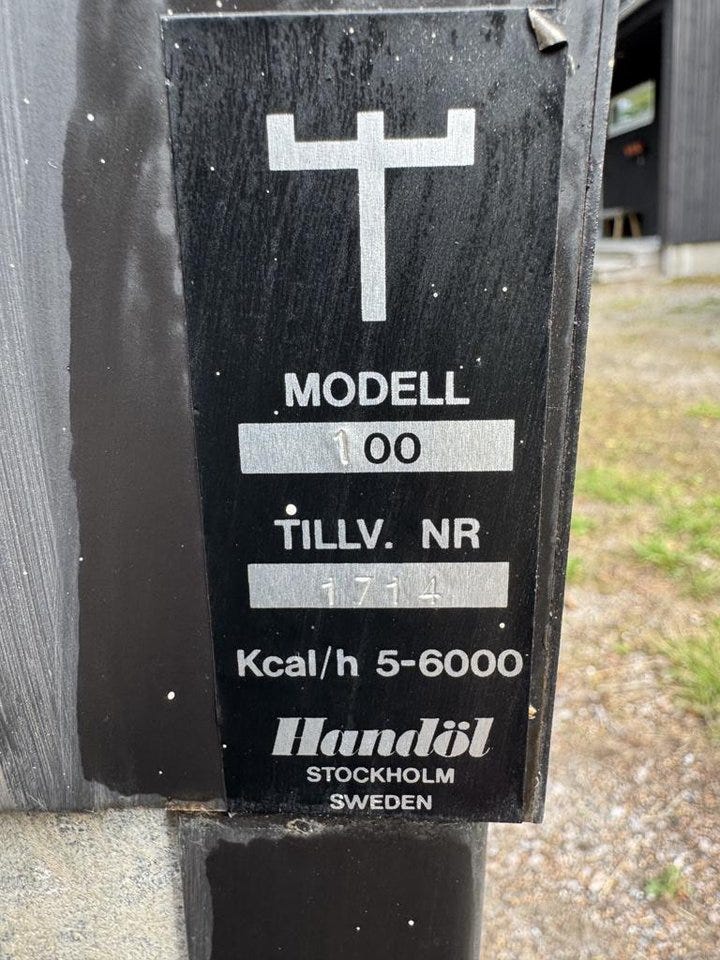 MODELL
100
TILLV. NR
1714
Kcal/h 5-6000
Handöl
STOCKHOLM
SWEDEN